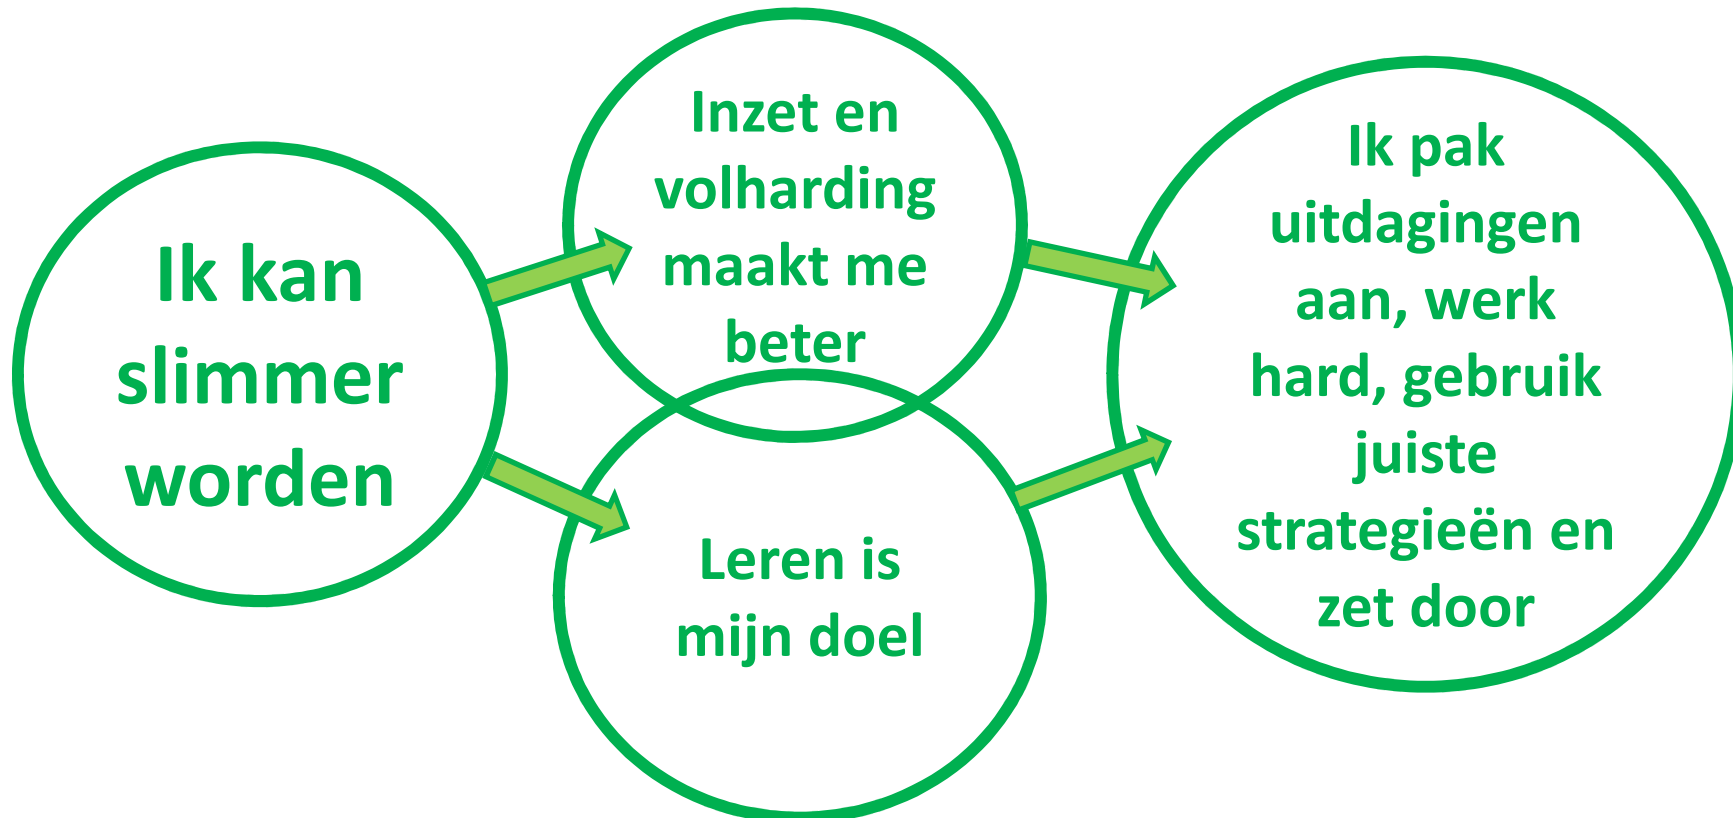 Ik kan
slimmer
worden
Inzet en
volharding
maakt me
beter
Leren is
mijn doel
Ik pak
uitdagingen
aan, werk
hard, gebruik
juiste
strategieën en
zet door